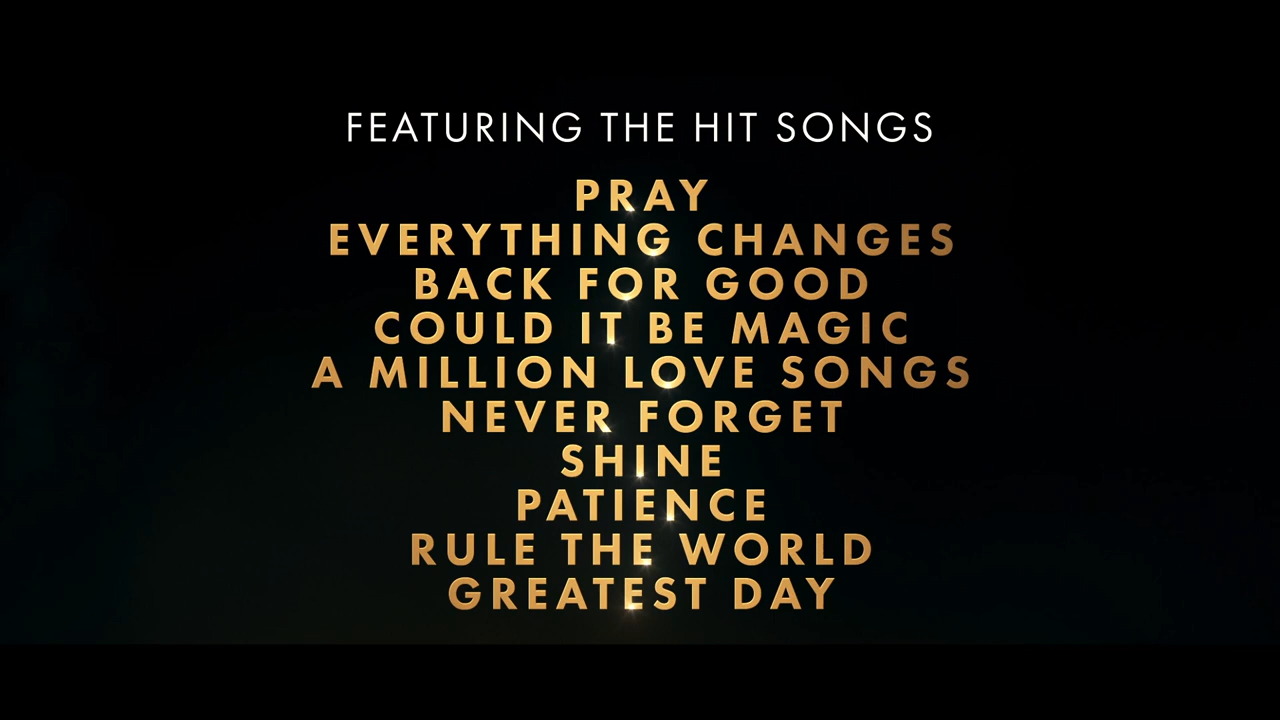 FEATURING THE HIT SONGS
PRAY
EVERYTHING CHANGES
BACK FOR GOOD
COULD IT BE MAGIC
A MILLION LOVE SONGS
NEVER FORGET
SHINE
PATIENCE
RULE THE WORLD
GREATEST DAY